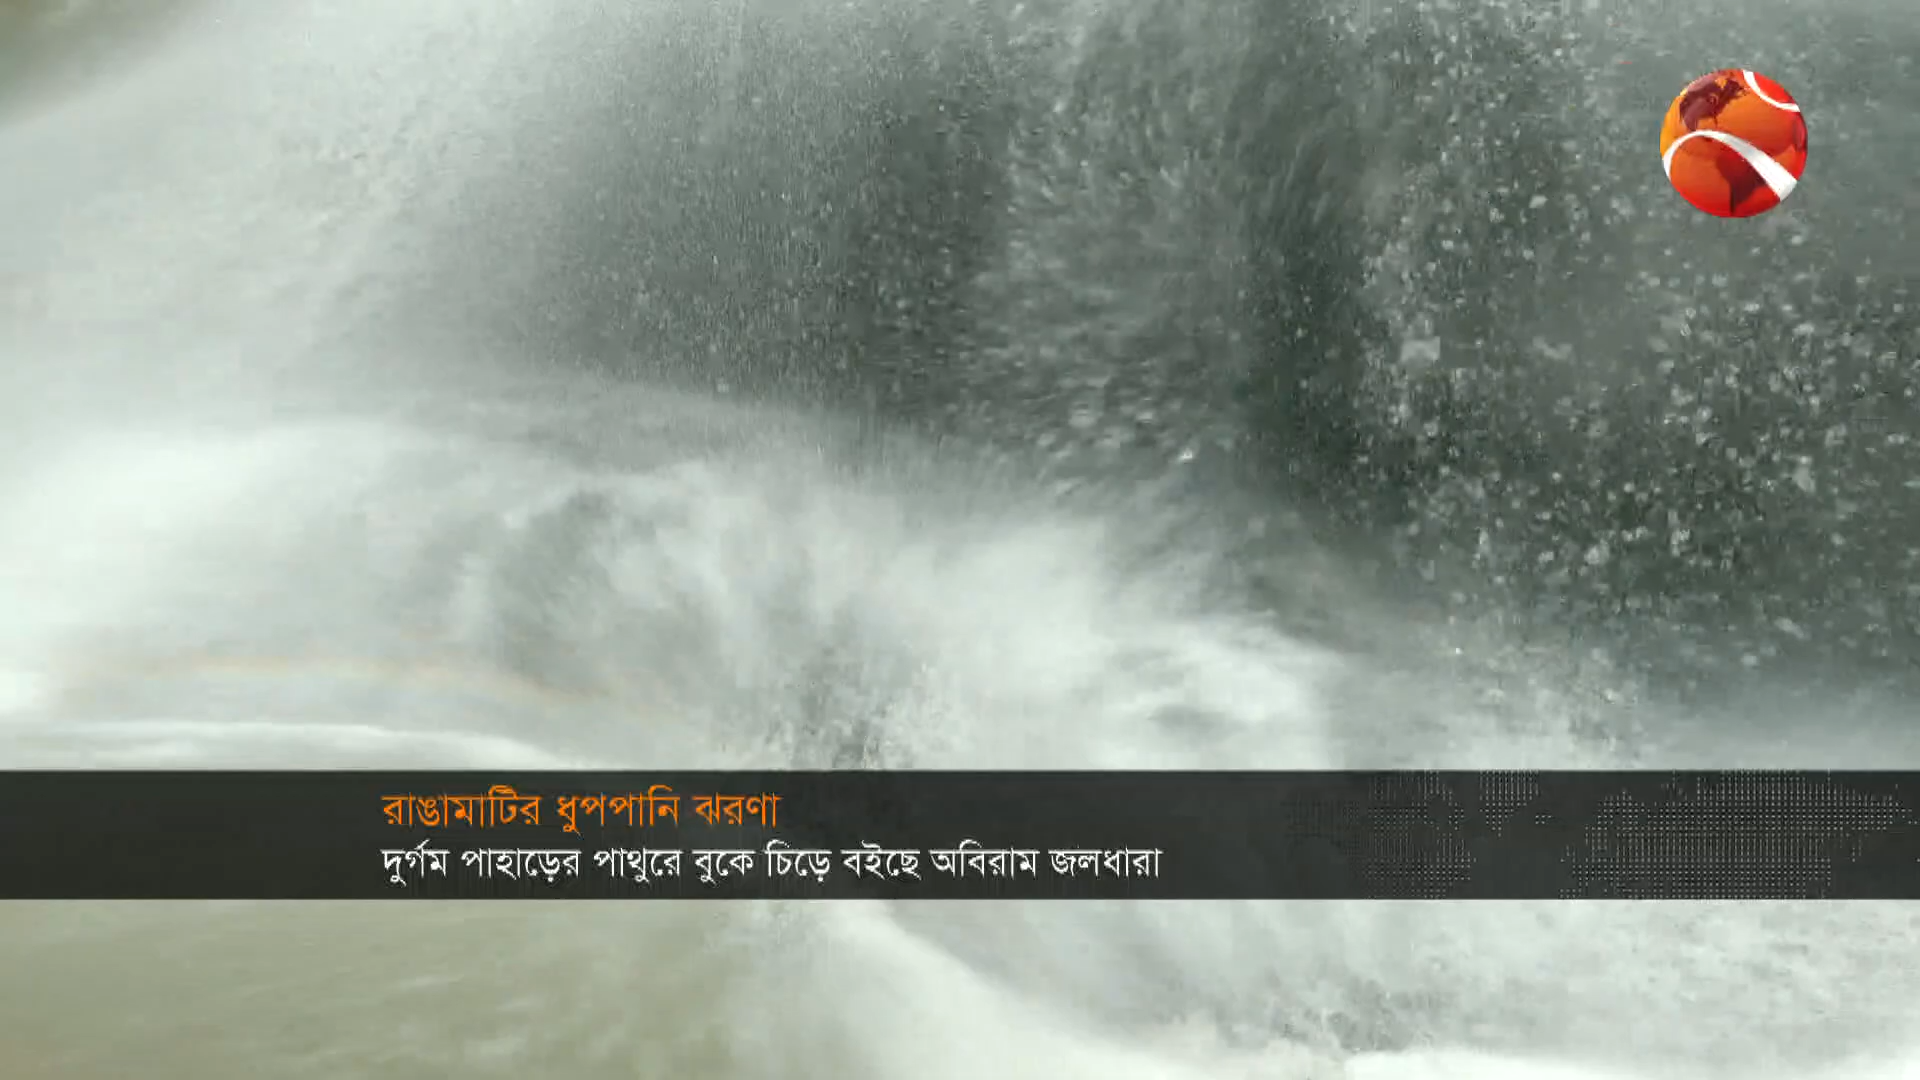 রাঙামাটির ধুপপানি ঝরণা
দুর্গম পাহাড়ের পাথুরে বুকে চিড়ে বইছে অবিরাম জলধারা